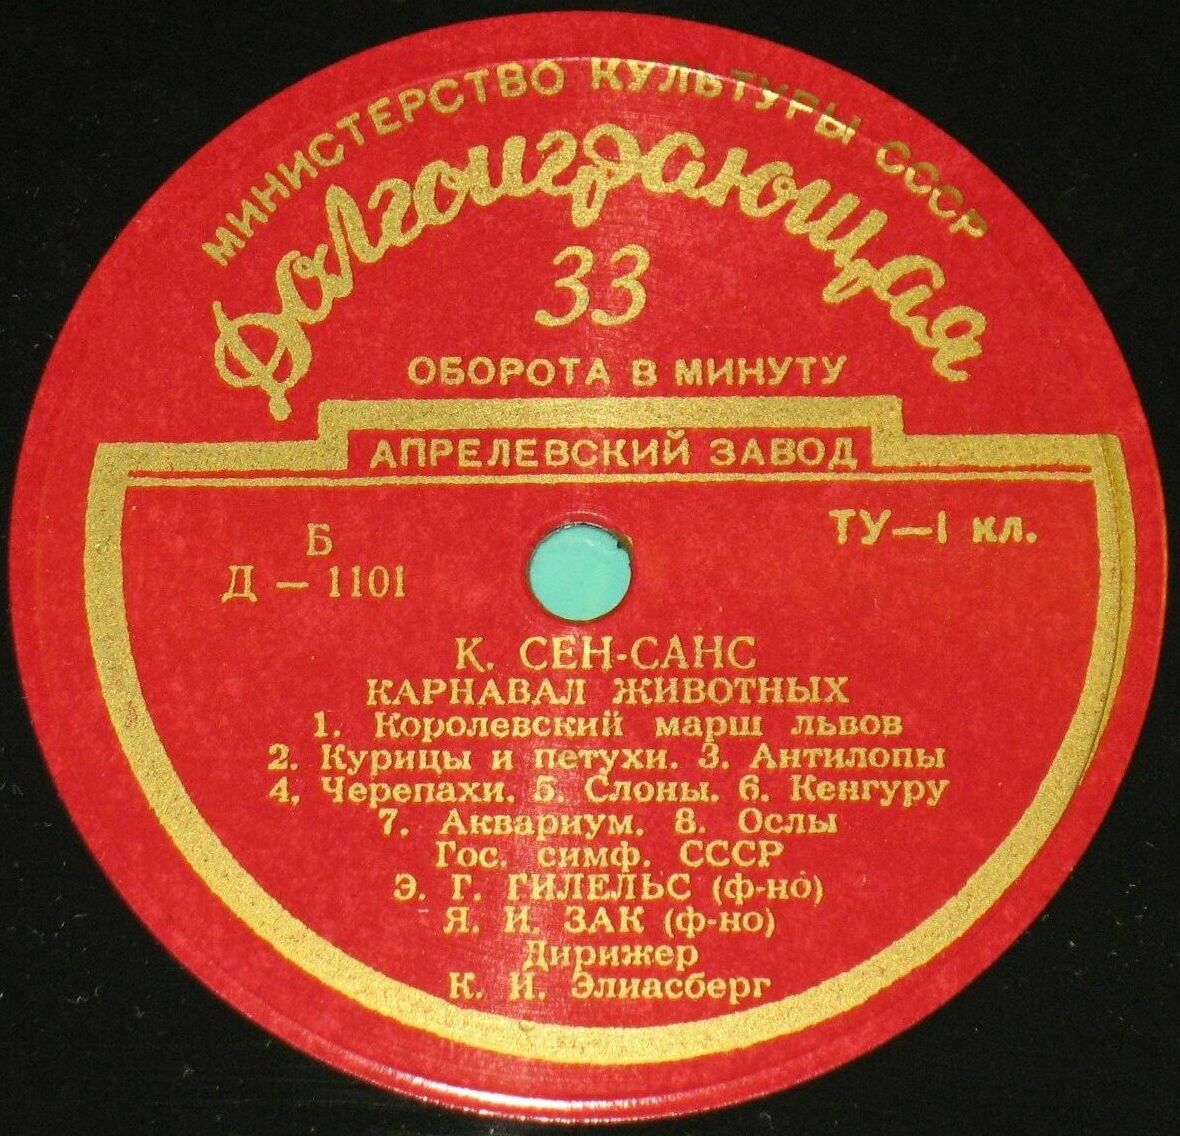 МИНИСТЕРСТВО КУЛЬТУРЫ СССР
Долгоиграющая
33
ОБОРОТА В МИНУТУ
АПРЕЛЕВСКИЙ ЗАВОД
Б
Д — 1101
ТУ—1 кл.
К. СЕН-САНС
КАРНАВАЛ ЖИВОТНЫХ
1. Королевский марш львов
2. Курицы и петухи. 3. Антилопы
4. Черепахи. 5. Слоны. 6. Кенгуру
7. Аквариум. 8. Ослы
Гос. симф. СССР
Э. Г. ГИЛЕЛЬС (ф-но)
Я. И. ЗАК (ф-но)
Дирижер
К. И. Элиасберг